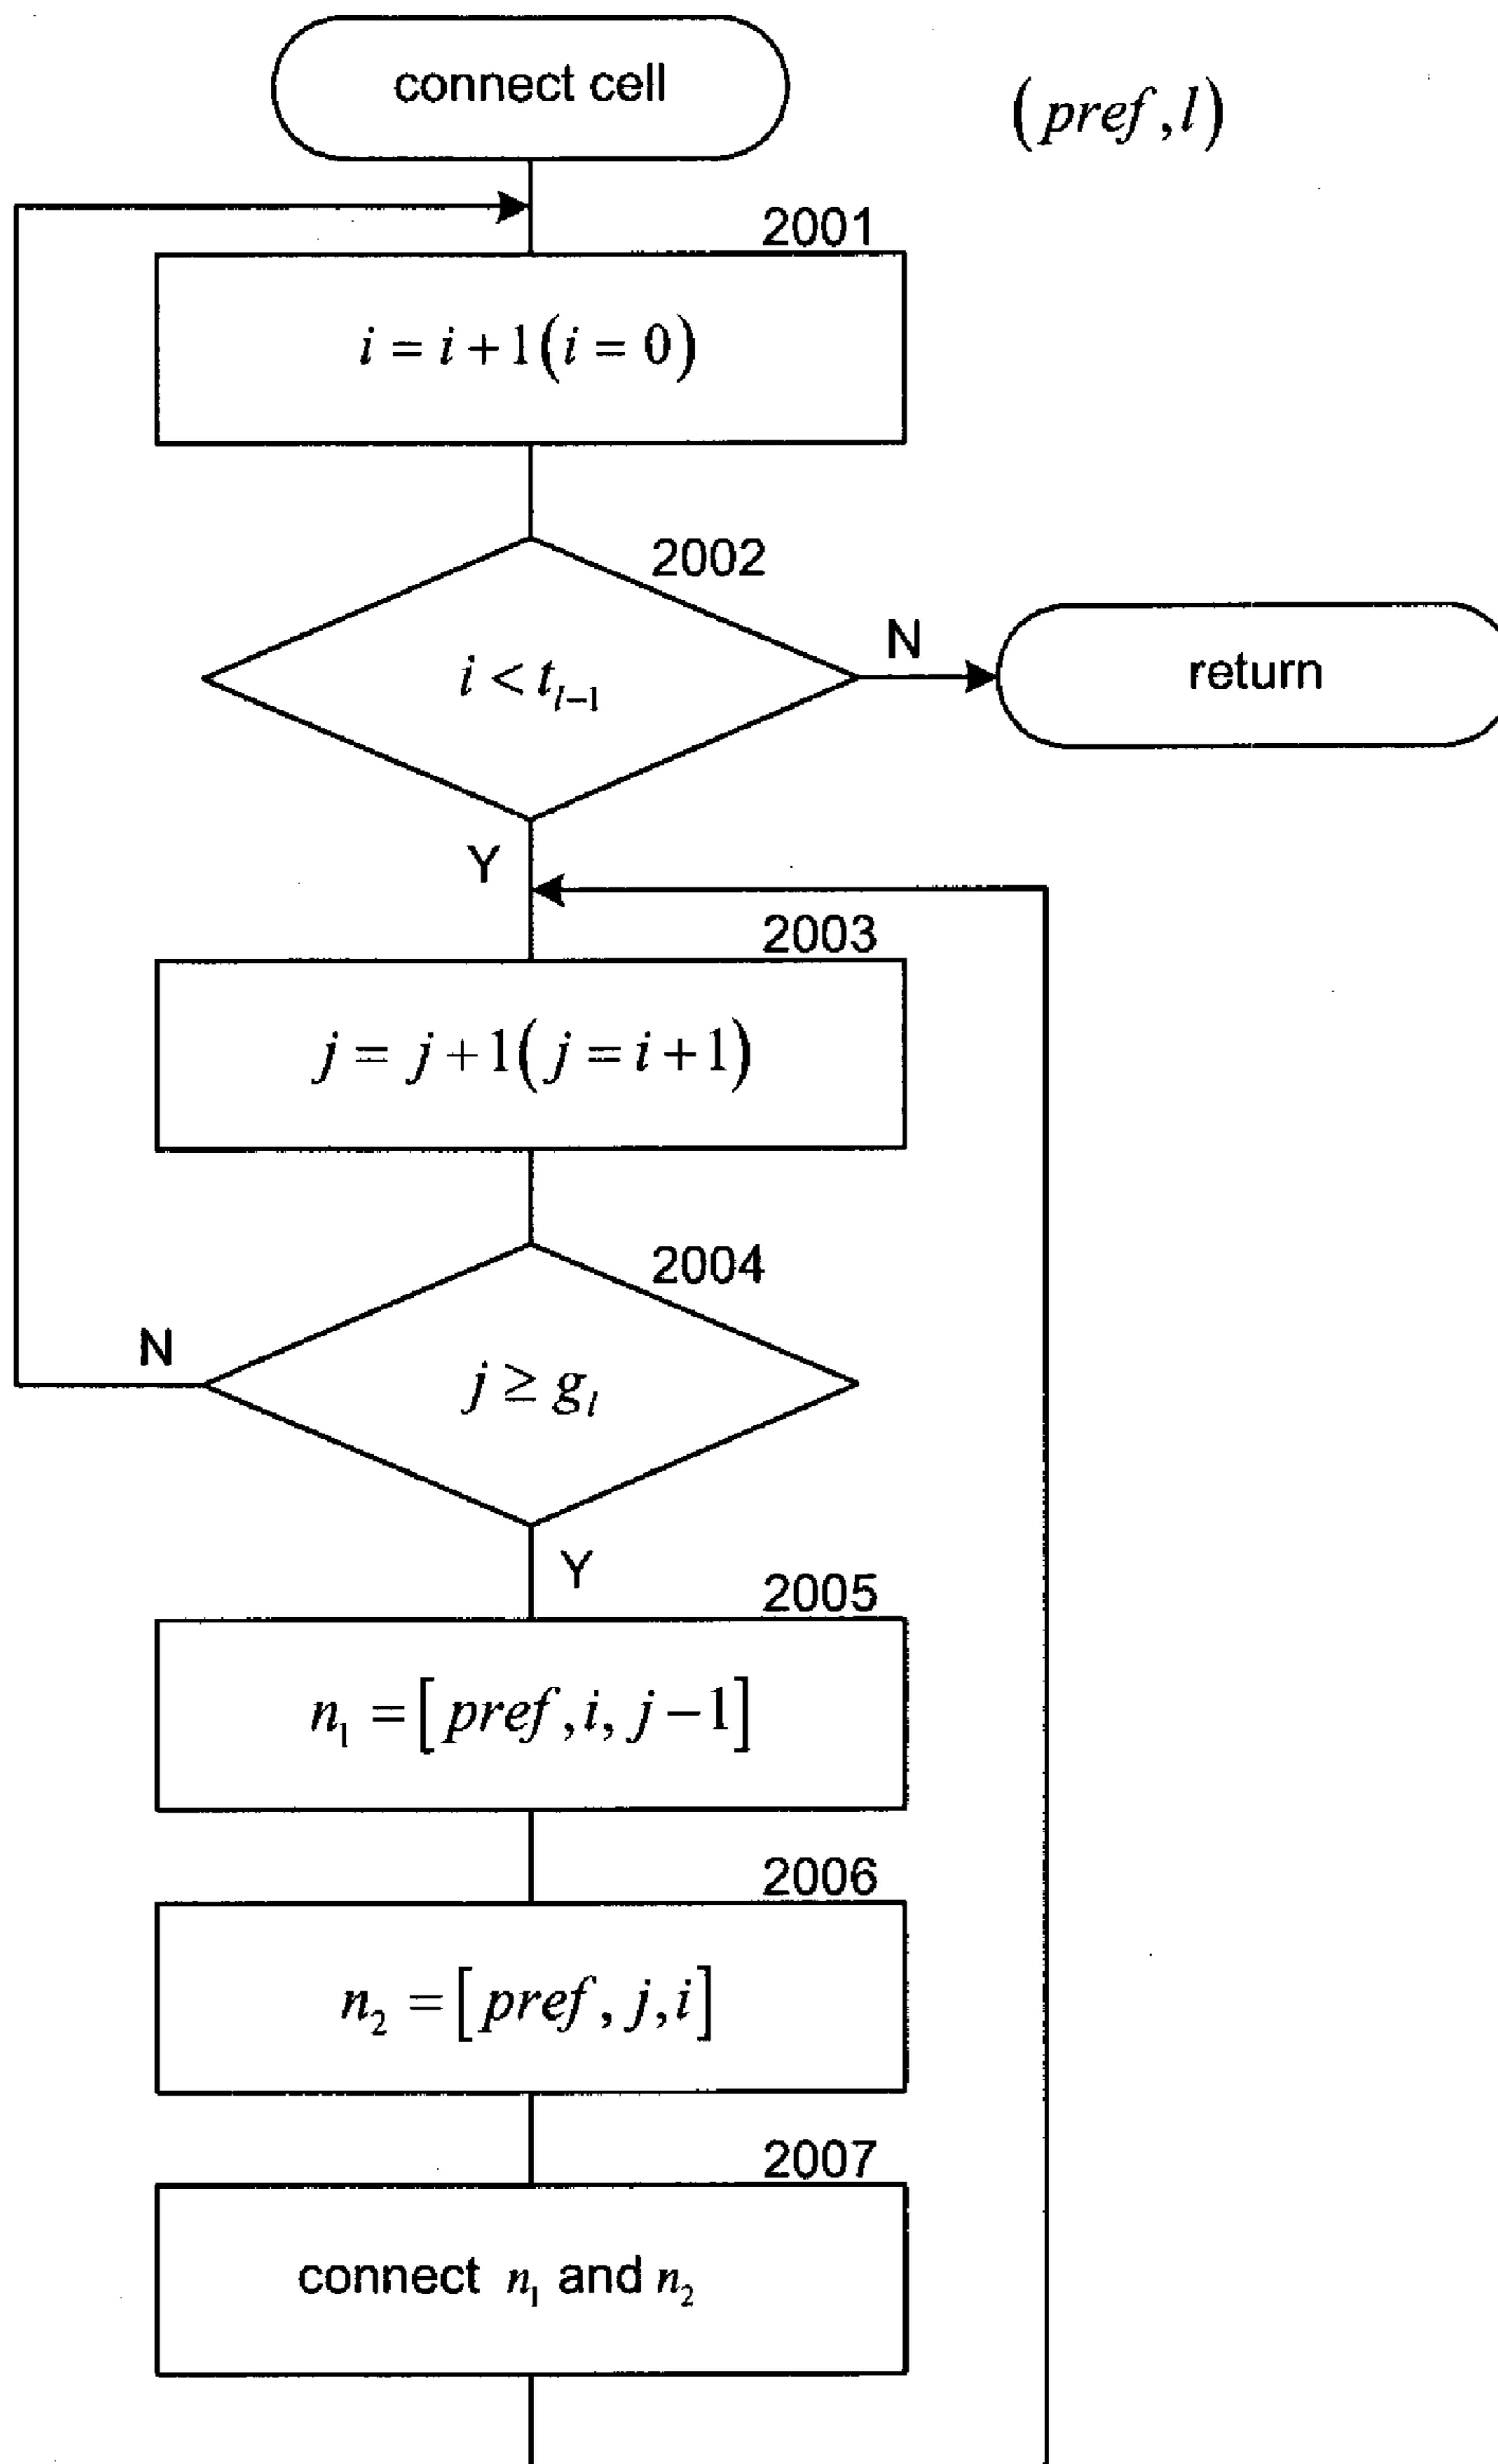 connect cell
(pref, l)
2001
i = i + 1(i = 0)
2002
i < t_{l-1}
N
return
Y
2003
j = j + 1(j = i + 1)
2004
N
j ≥ g_l
Y
2005
n_1 = [pref, i, j − 1]
2006
n_2 = [pref, j, i]
2007
connect n_1 and n_2